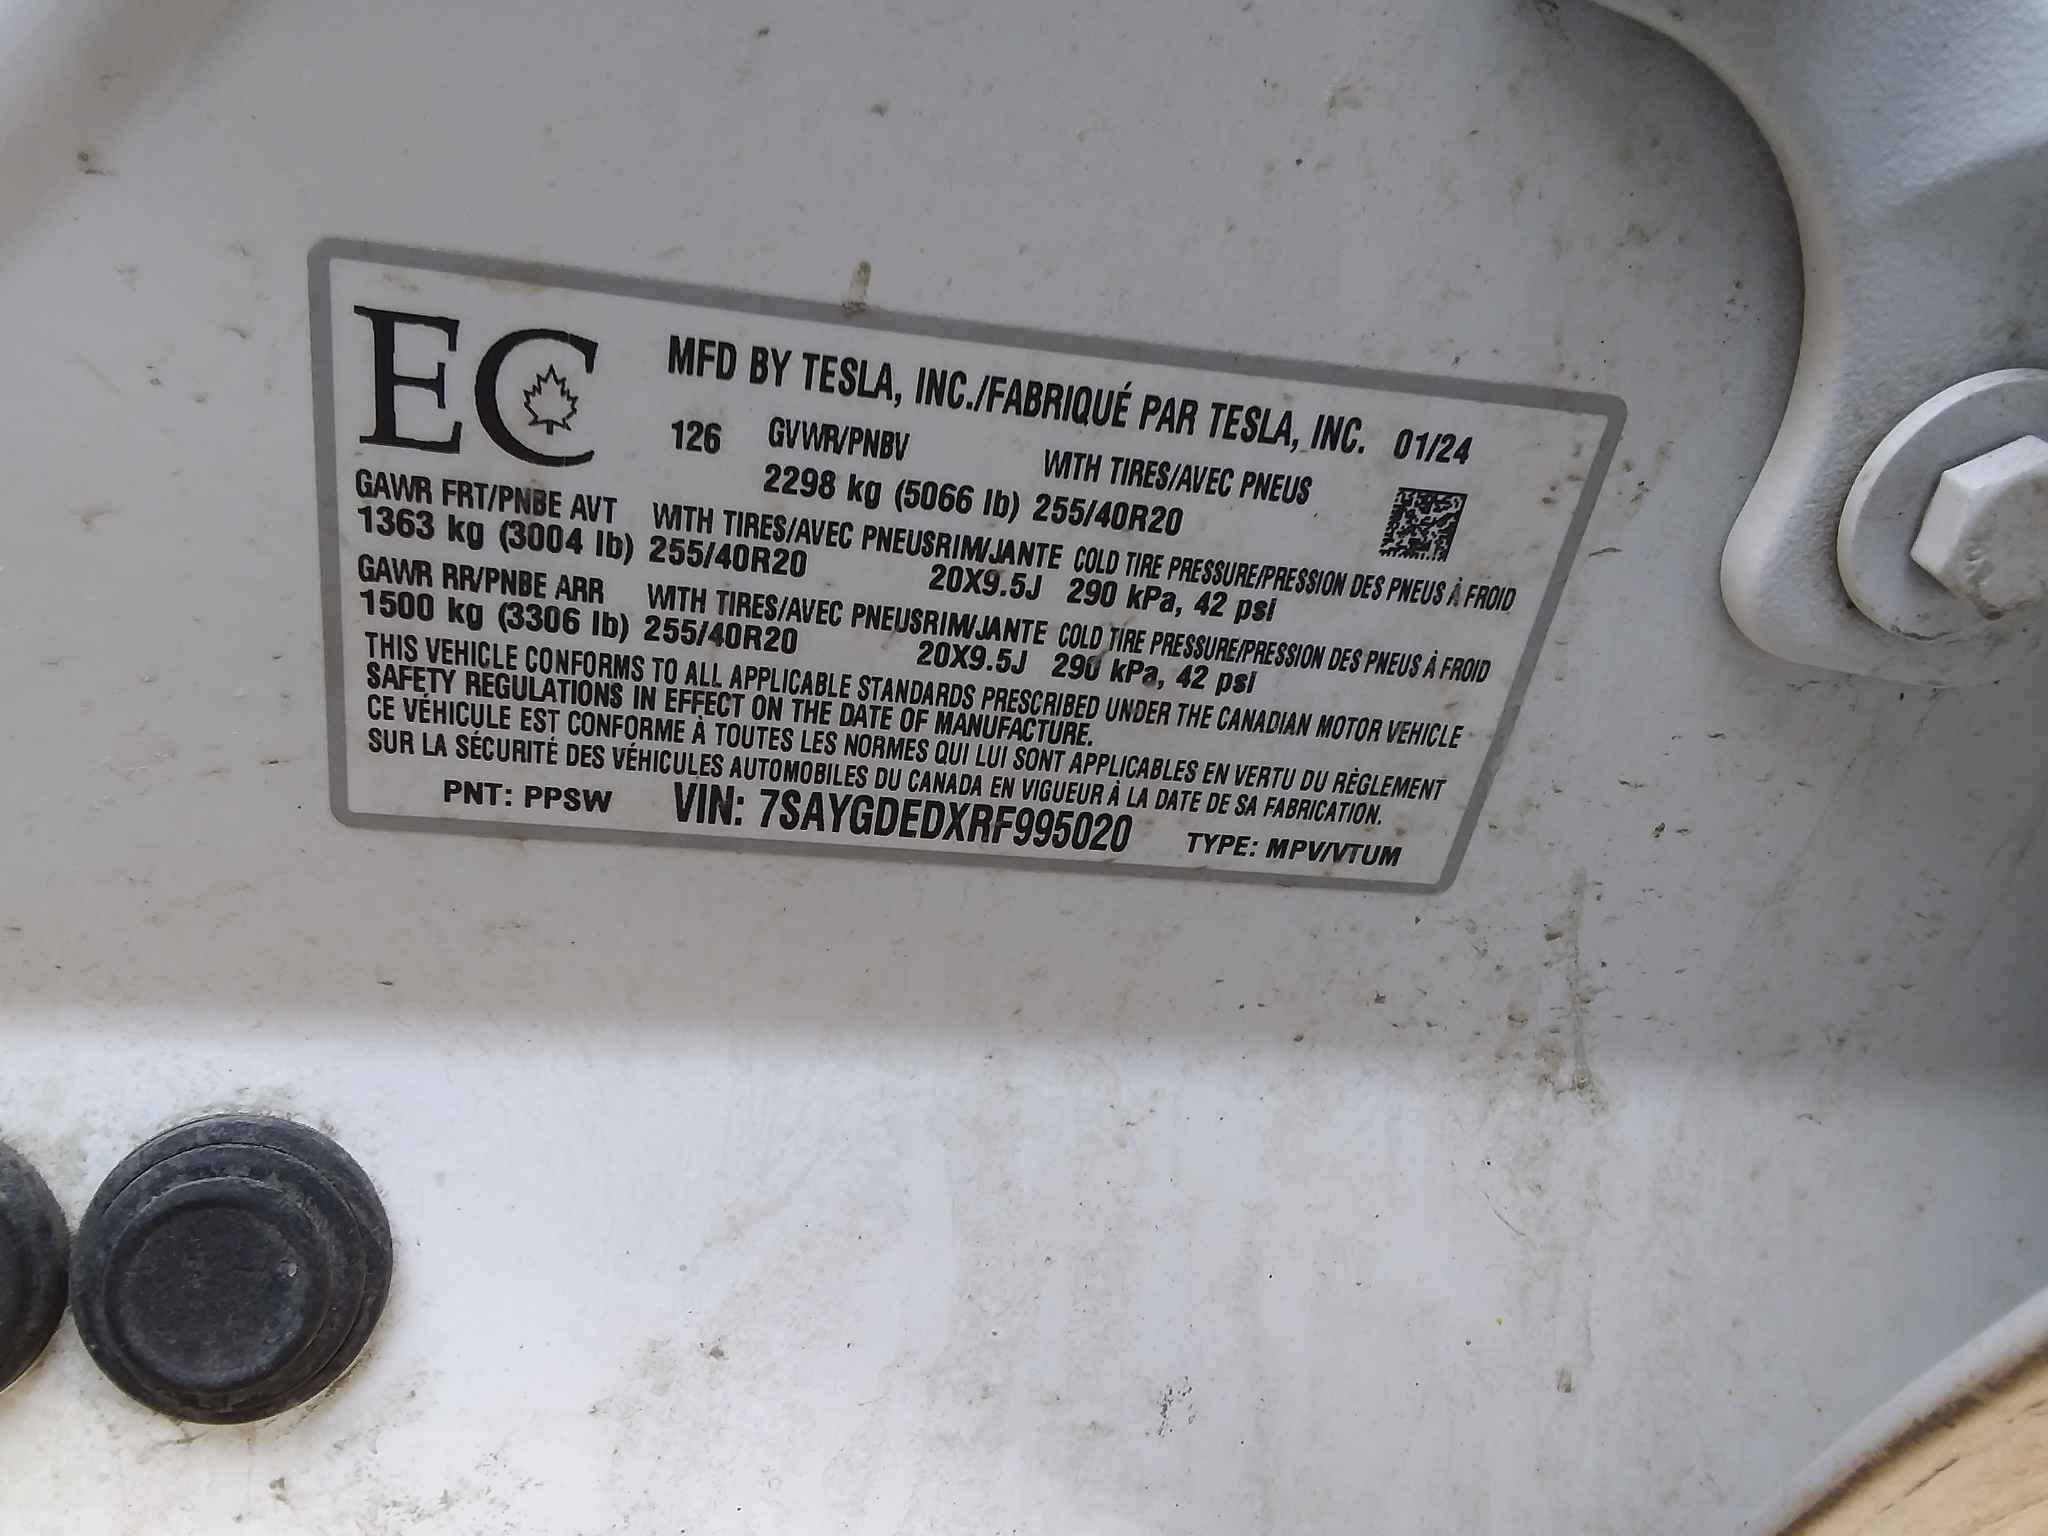 EC
MFD BY TESLA, INC./FABRIQUÉ PAR TESLA, INC. 01/24
126 GVWR/PNBV WITH TIRES/AVEC PNEUS
2298 kg (5066 lb) 255/40R20
GAWR FRT/PNBE AVT WITH TIRES/AVEC PNEUSRIM/JANTE COLD TIRE PRESSURE/PRESSION DES PNEUS À FROID
1363 kg (3004 lb) 255/40R20 20X9.5J 290 kPa, 42 psi
GAWR RR/PNBE ARR WITH TIRES/AVEC PNEUSRIM/JANTE COLD TIRE PRESSURE/PRESSION DES PNEUS À FROID
1500 kg (3306 lb) 255/40R20 20X9.5J 290 kPa, 42 psi
THIS VEHICLE CONFORMS TO ALL APPLICABLE STANDARDS PRESCRIBED UNDER THE CANADIAN MOTOR VEHICLE
SAFETY REGULATIONS IN EFFECT ON THE DATE OF MANUFACTURE.
CE VÉHICULE EST CONFORME À TOUTES LES NORMES QUI LUI SONT APPLICABLES EN VERTU DU RÈGLEMENT
SUR LA SÉCURITÉ DES VÉHICULES AUTOMOBILES DU CANADA EN VIGUEUR À LA DATE DE SA FABRICATION.
PNT: PPSW VIN: 7SAYGDEDXRF995020 TYPE: MPV/VTUM